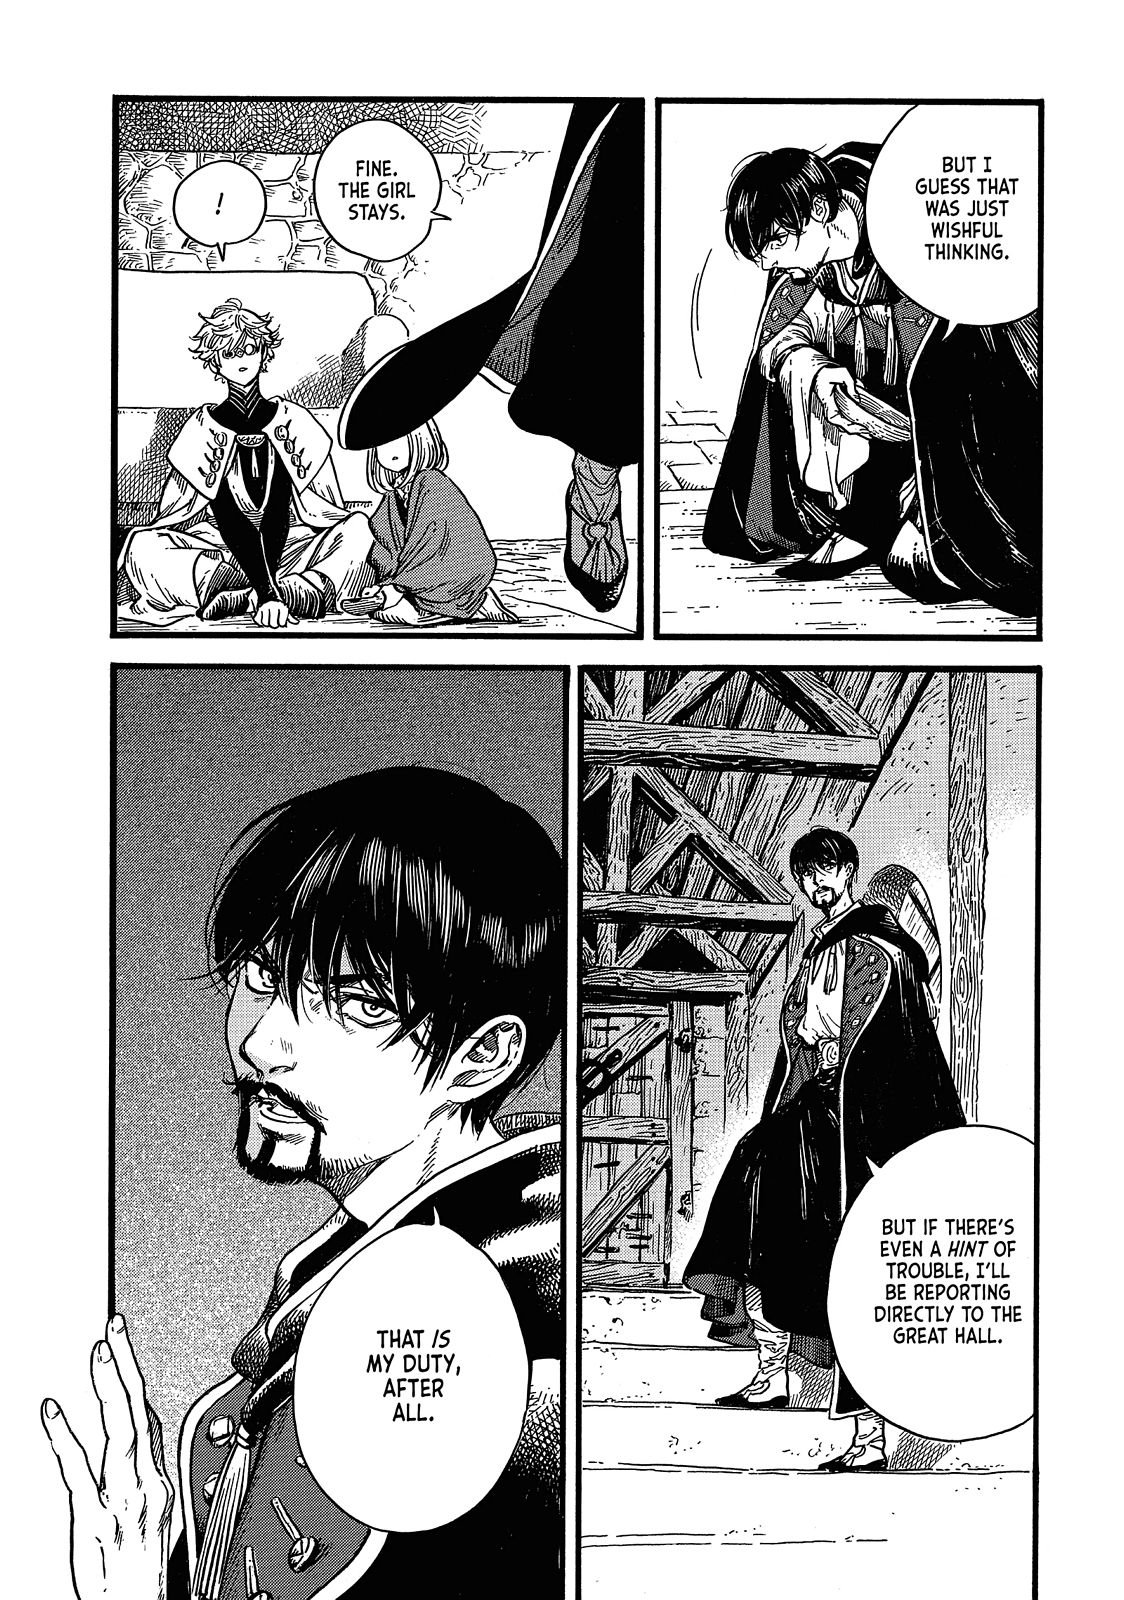 BUT I
GUESS THAT
WAS JUST
WISHFUL
THINKING.
FINE.
THE GIRL
STAYS.
!
BUT IF THERE'S
EVEN A HINT OF
TROUBLE, I'LL
BE REPORTING
DIRECTLY TO THE
GREAT HALL.
THAT IS
MY DUTY,
AFTER
ALL.